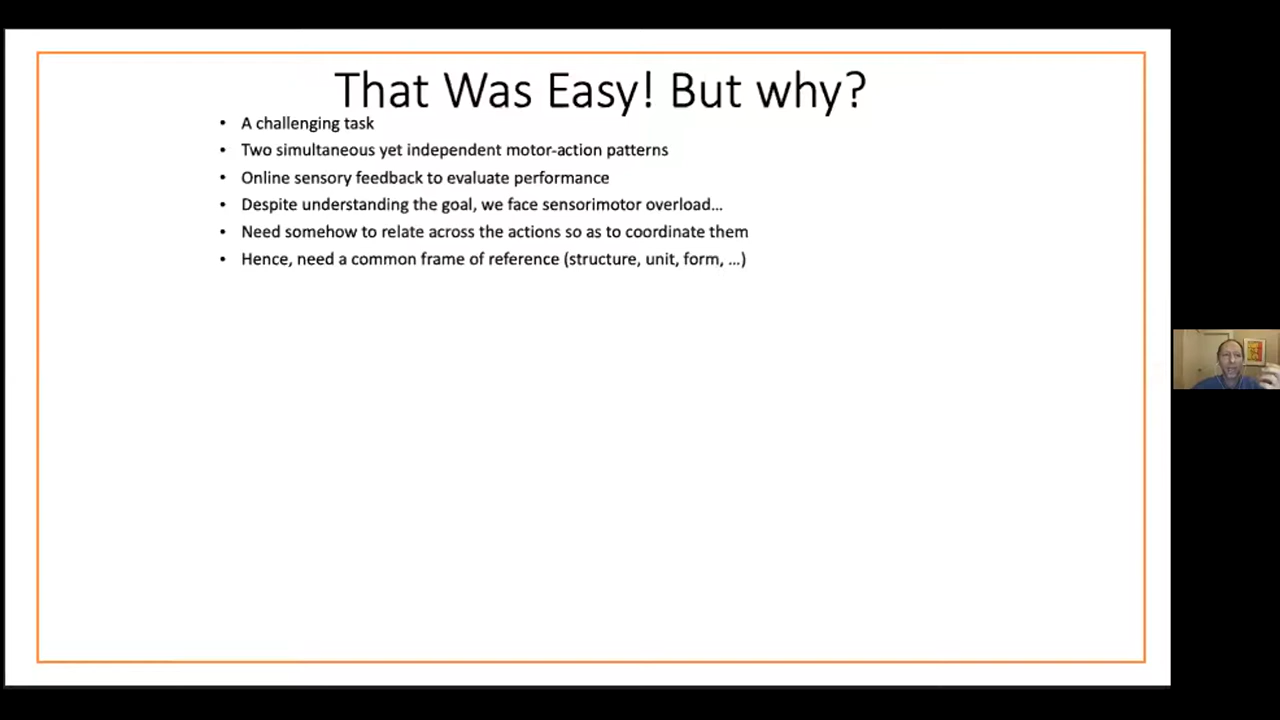 That Was Easy! But why?
• A challenging task
• Two simultaneous yet independent motor-action patterns
• Online sensory feedback to evaluate performance
• Despite understanding the goal, we face sensorimotor overload…
• Need somehow to relate across the actions so as to coordinate them
• Hence, need a common frame of reference (structure, unit, form, …)